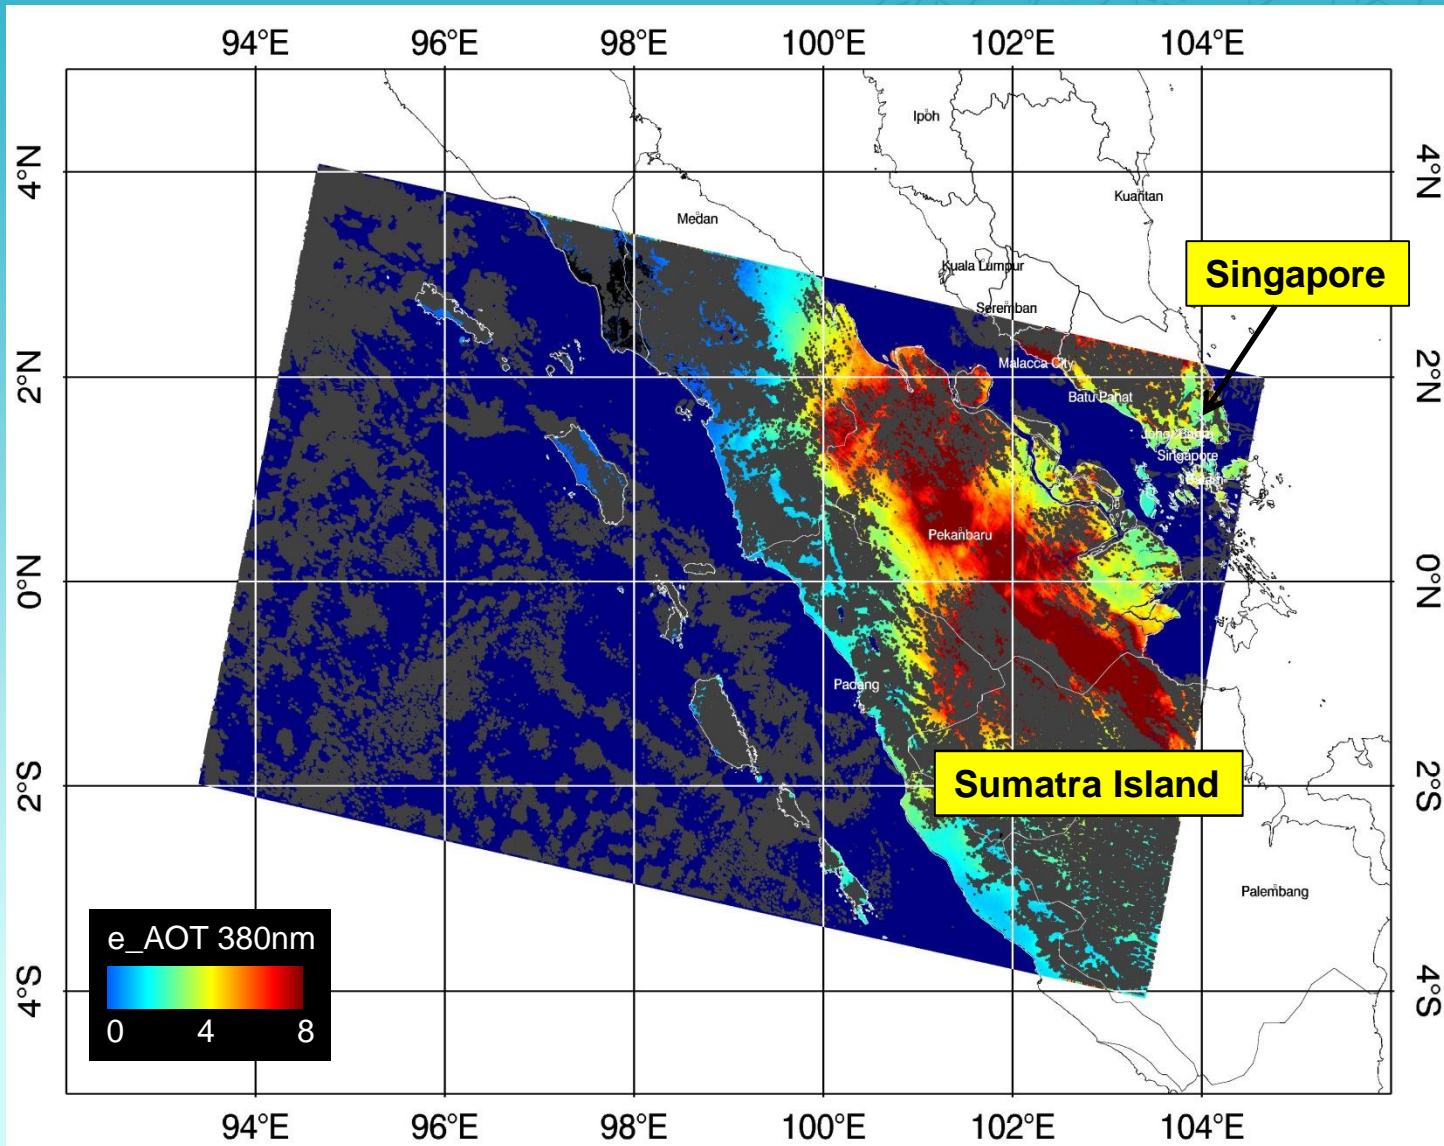 94°E 96°E 98°E 100°E 102°E 104°E
Ipoh
4°N 4°N
Kuantan
Medan
Kuala Lumpur
Singapore
Seremban
Malacca City
2°N 2°N
Batu Pahat
Singapore
Pekanbaru
0°N 0°N
Padang
Sumatra Island
2°S 2°S
Palembang
e_AOT 380nm
0 4 8
4°S 4°S
94°E 96°E 98°E 100°E 102°E 104°E